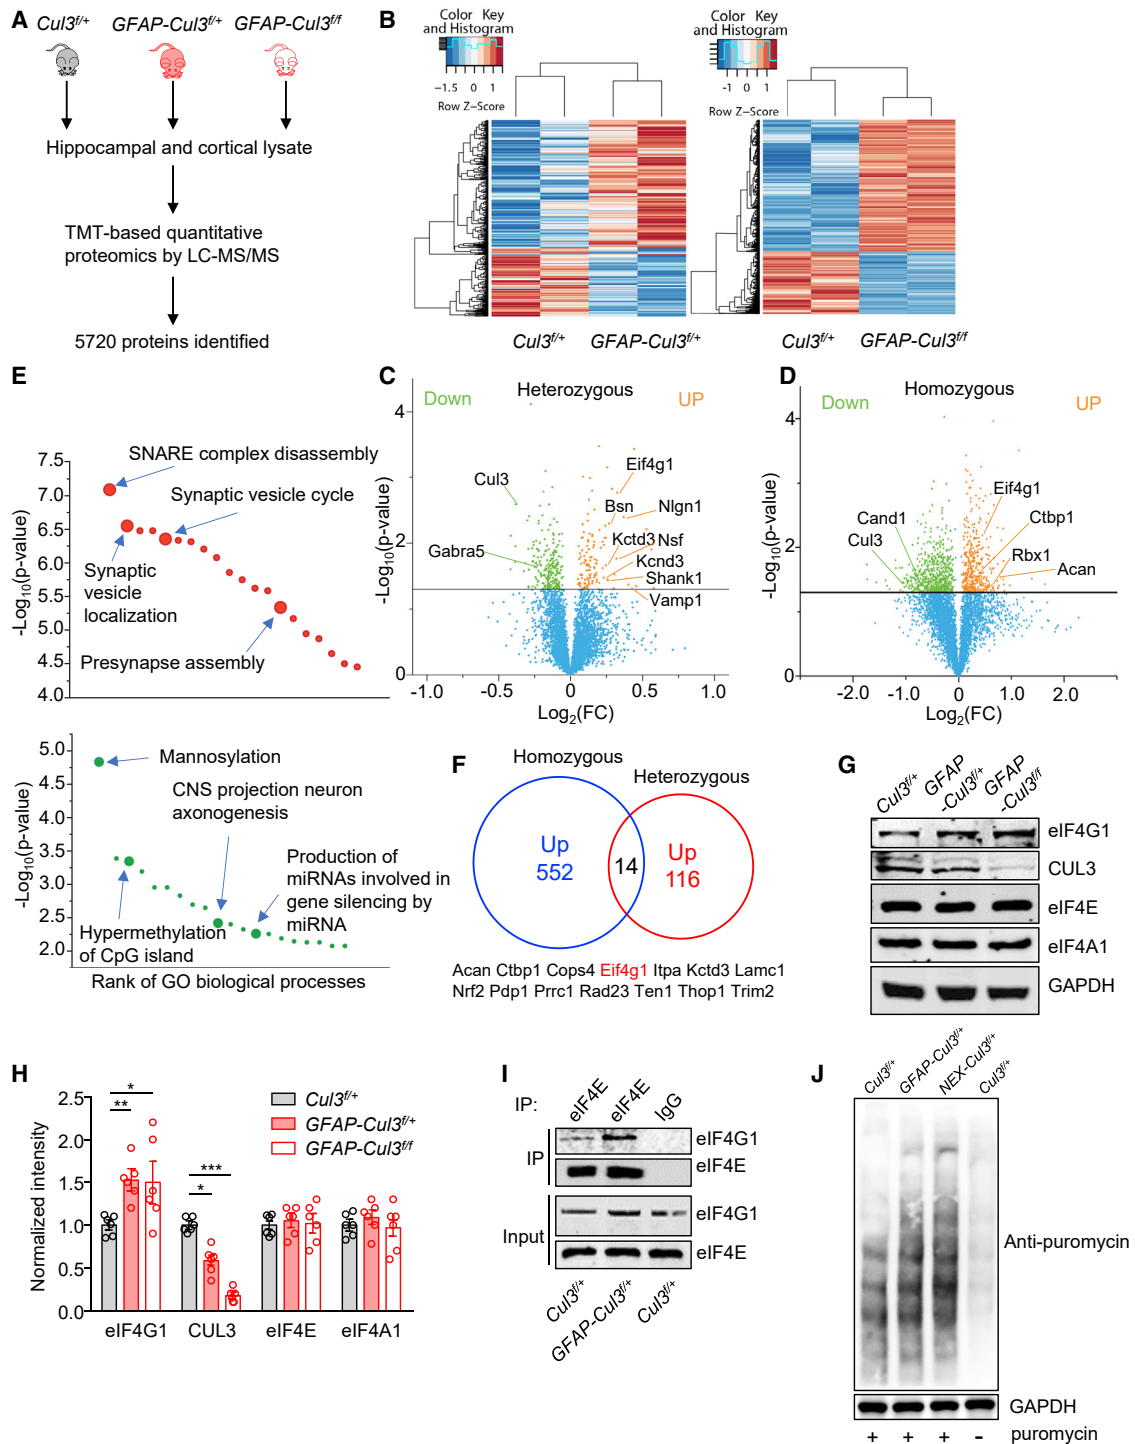 A
Cul3f/+
GFAP-Cul3f/+
GFAP-Cul3f/f
Hippocampal and cortical lysate
TMT-based quantitative
proteomics by LC-MS/MS
5720 proteins identified
B
Color Key
and Histogram
−1.5 0 1
Row Z−Score
Color Key
and Histogram
-1 0 1
Row Z−Score
Cul3f/+
GFAP-Cul3f/+
Cul3f/+
GFAP-Cul3f/f
E
-Log10(p-value)
7.5
7.0
6.5
6.0
5.5
5.0
4.5
4.0
SNARE complex disassembly
Synaptic vesicle cycle
Synaptic
vesicle
localization
Presynapse assembly
-Log10(p-value)
5.0
4.5
4.0
3.5
3.0
2.5
2.0
Mannosylation
CNS projection neuron
axonogenesis
Production of
miRNAs involved in
gene silencing by
miRNA
Hypermethylation
of CpG island
Rank of GO biological processes
C
Heterozygous
Down
UP
-Log10(p-value)
4
2
0
Cul3
Gabra5
Eif4g1
Bsn
Nlgn1
Kctd3
Nsf
Kcnd3
Shank1
Vamp1
-1.0 -0.5 0 0.5 1.0
Log2(FC)
D
Homozygous
Down
UP
-Log10(p-value)
4
2
0
Cand1
Cul3
Eif4g1
Ctbp1
Rbx1
Acan
-2.0 -1.0 0 1.0 2.0
Log2(FC)
F
Homozygous
Heterozygous
Up
552
14
Up
116
Acan Ctbp1 Cops4 Eif4g1 Itpa Kctd3 Lamc1
Nrf2 Pdp1 Prrc1 Rad23 Ten1 Thop1 Trim2
G
Cul3f/+
GFAP
-Cul3f/+
GFAP
-Cul3f/f
eIF4G1
CUL3
eIF4E
eIF4A1
GAPDH
H
Normalized intensity
2.5
2.0
1.5
1.0
0.5
0.0
*
**
***
*
Cul3f/+
GFAP-Cul3f/+
GFAP-Cul3f/f
eIF4G1 CUL3 eIF4E eIF4A1
I
IP:
eIF4E
eIF4E
IgG
IP
eIF4G1
eIF4E
Input
eIF4G1
eIF4E
Cul3f/+
GFAP-Cul3f/+
Cul3f/+
J
Cul3f/+
GFAP-Cul3f/+
NEX-Cul3f/+
Cul3f/+
Anti-puromycin
GAPDH
+ + + - puromycin